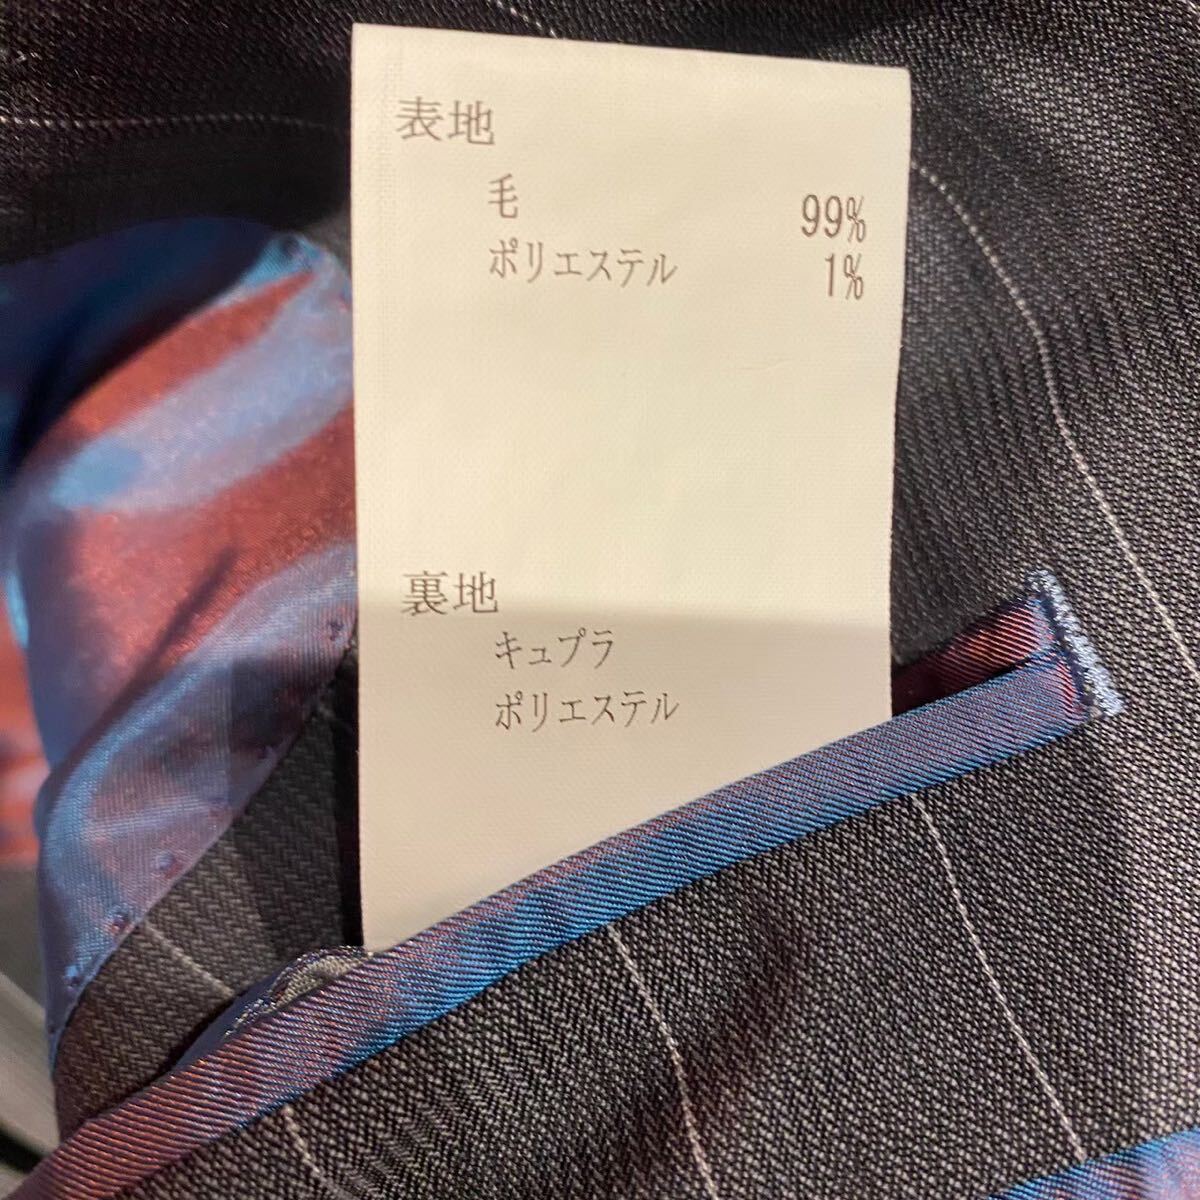 表地
毛 99%
ポリエステル 1%
裏地
キュプラ
ポリエステル